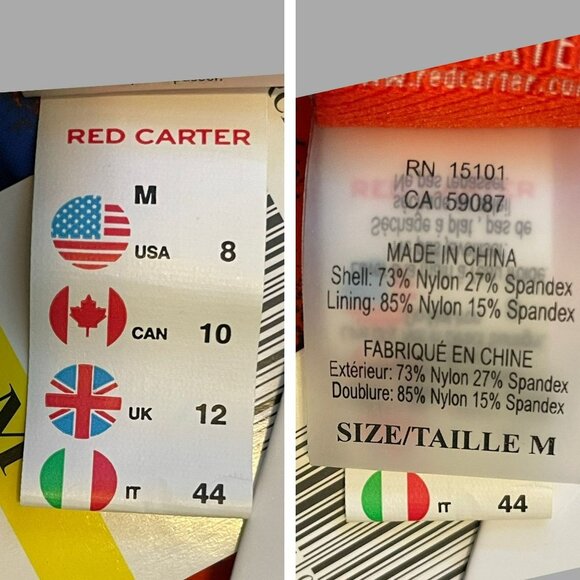 RED CARTER
M
USA 8
CAN 10
UK 12
IT 44
M
www.redcarter.com
RN 15101
CA 59087
MADE IN CHINA
Shell: 73% Nylon 27% Spandex
Lining: 85% Nylon 15% Spandex
FABRIQUÉ EN CHINE
Extérieur: 73% Nylon 27% Spandex
Doublure: 85% Nylon 15% Spandex
SIZE/TAILLE M
IT 44